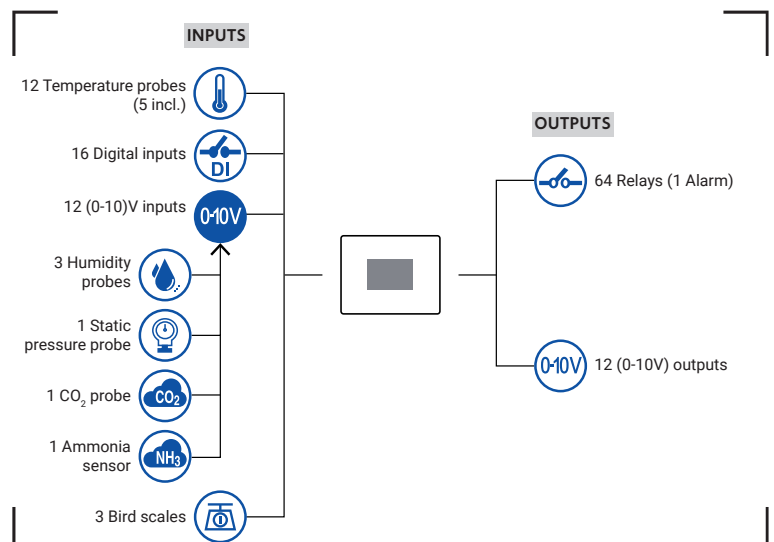 INPUTS
12 Temperature probes
(5 incl.)
16 Digital inputs
DI
12 (0-10)V inputs
0-10V
3 Humidity
probes
1 Static
pressure probe
1 CO₂ probe
CO₂
1 Ammonia
sensor
NH₃
3 Bird scales
OUTPUTS
64 Relays (1 Alarm)
0-10V
12 (0-10V) outputs